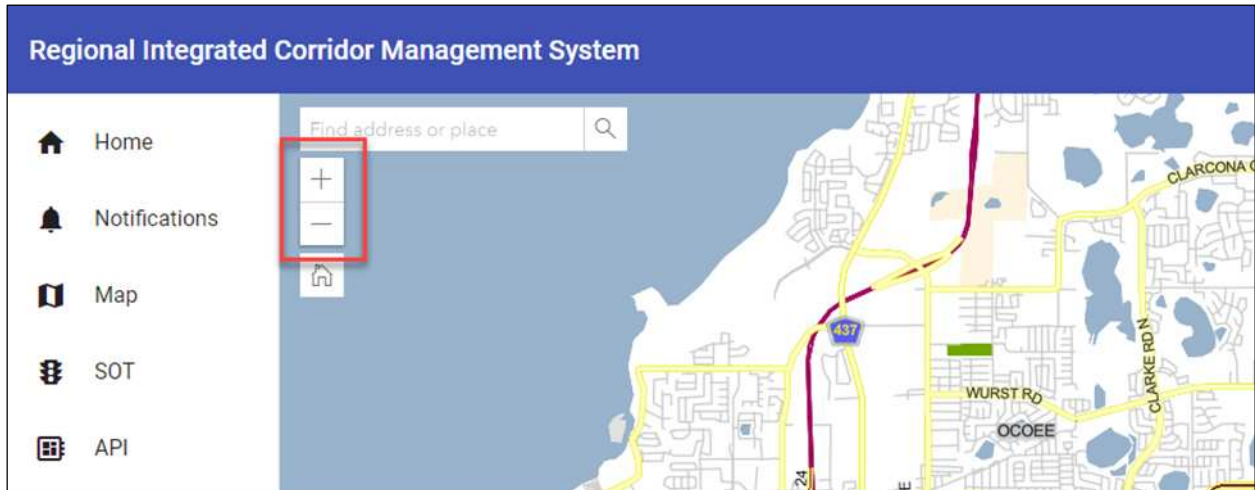 Regional Integrated Corridor Management System
Home
Notifications
Map
SOT
API
Find address or place
+
−
CLARCONA
437
CLARKE RD N
WURST RD
OCOEE
24